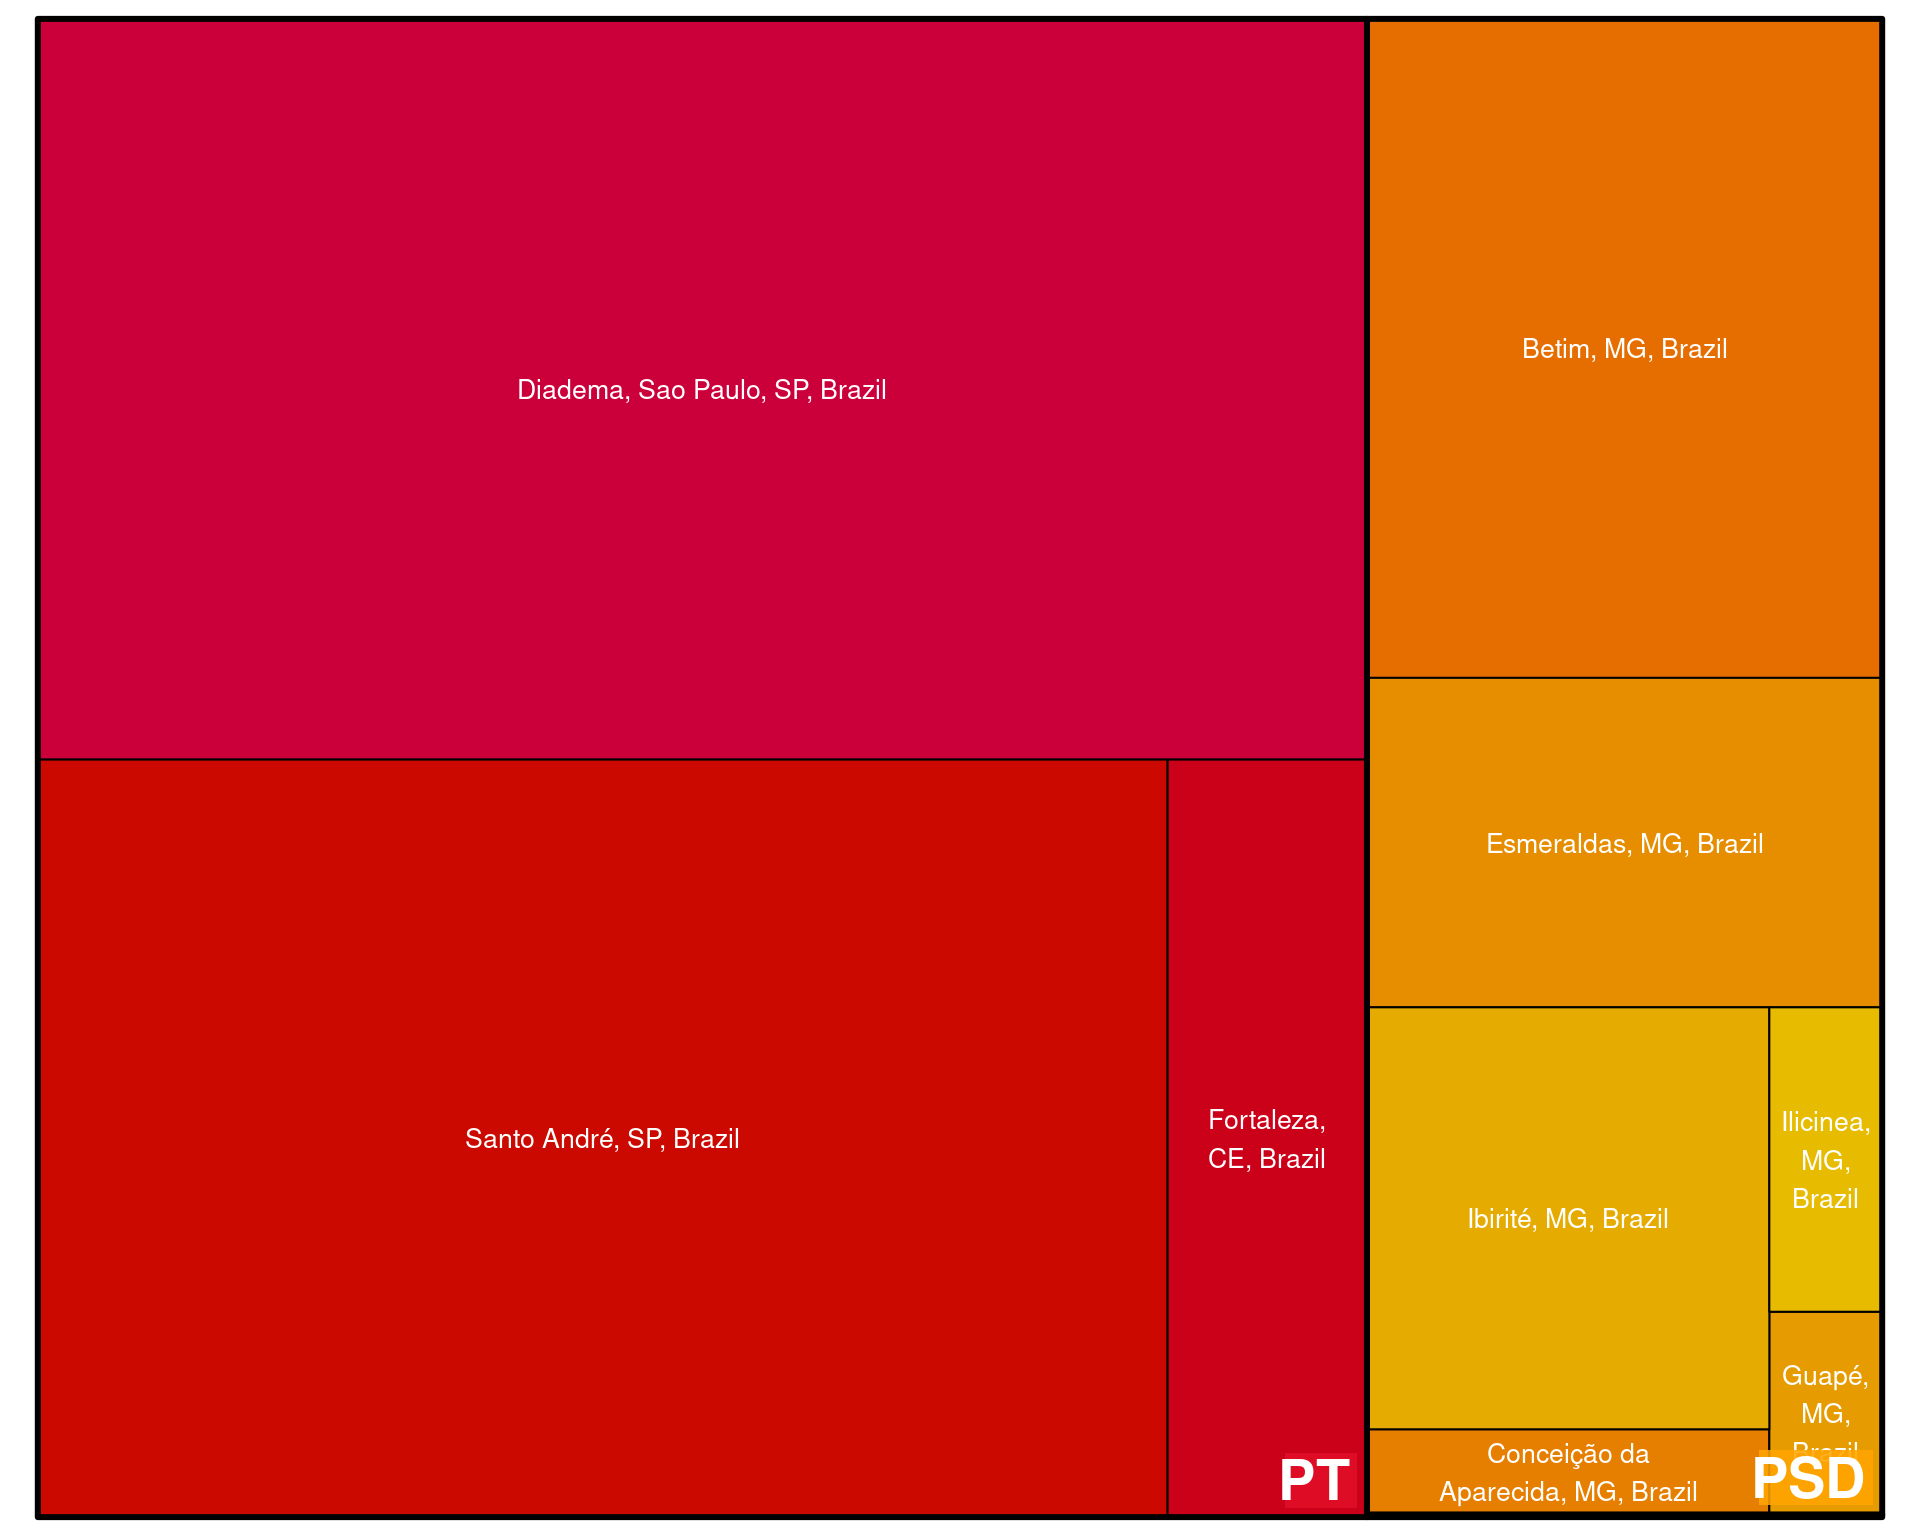 Diadema, Sao Paulo, SP, Brazil
Santo André, SP, Brazil
Fortaleza,
CE, Brazil
PT
Betim, MG, Brazil
Esmeraldas, MG, Brazil
Ibirité, MG, Brazil
Ilicinea,
MG,
Brazil
Guapé,
MG,
Brazil
Conceição da
Aparecida, MG, Brazil
PSD